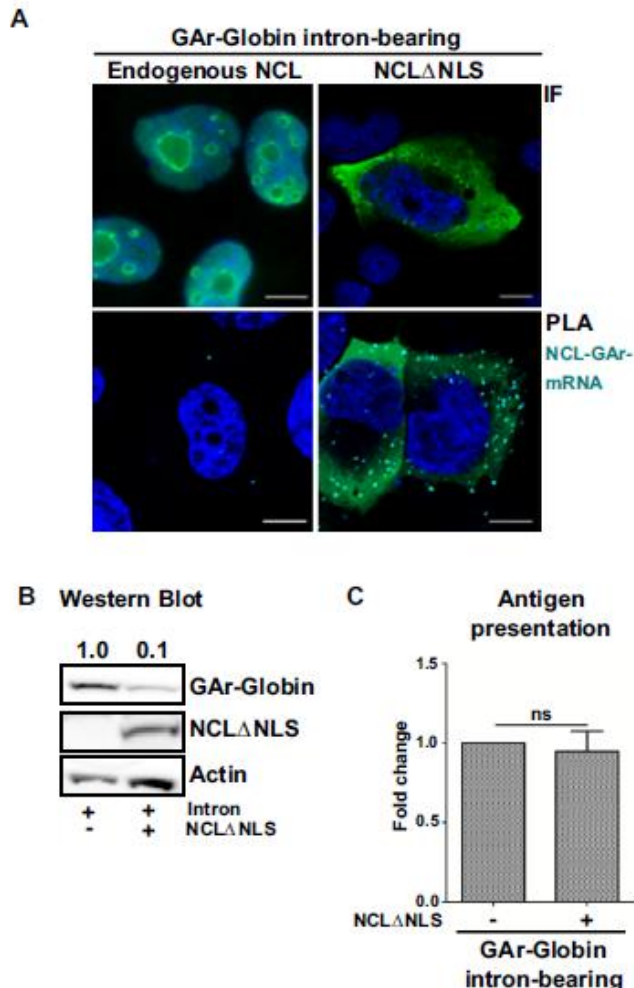 A
GAr-Globin intron-bearing
Endogenous NCL NCLΔNLS
IF
PLA
NCL-GAr-
mRNA
B Western Blot
1.0 0.1
GAr-Globin
NCLΔNLS
Actin
+ + Intron
- + NCLΔNLS
C Antigen
presentation
1.5
ns
1.0
Fold change
0.5
0.0
NCLΔNLS - +
GAr-Globin
intron-bearing